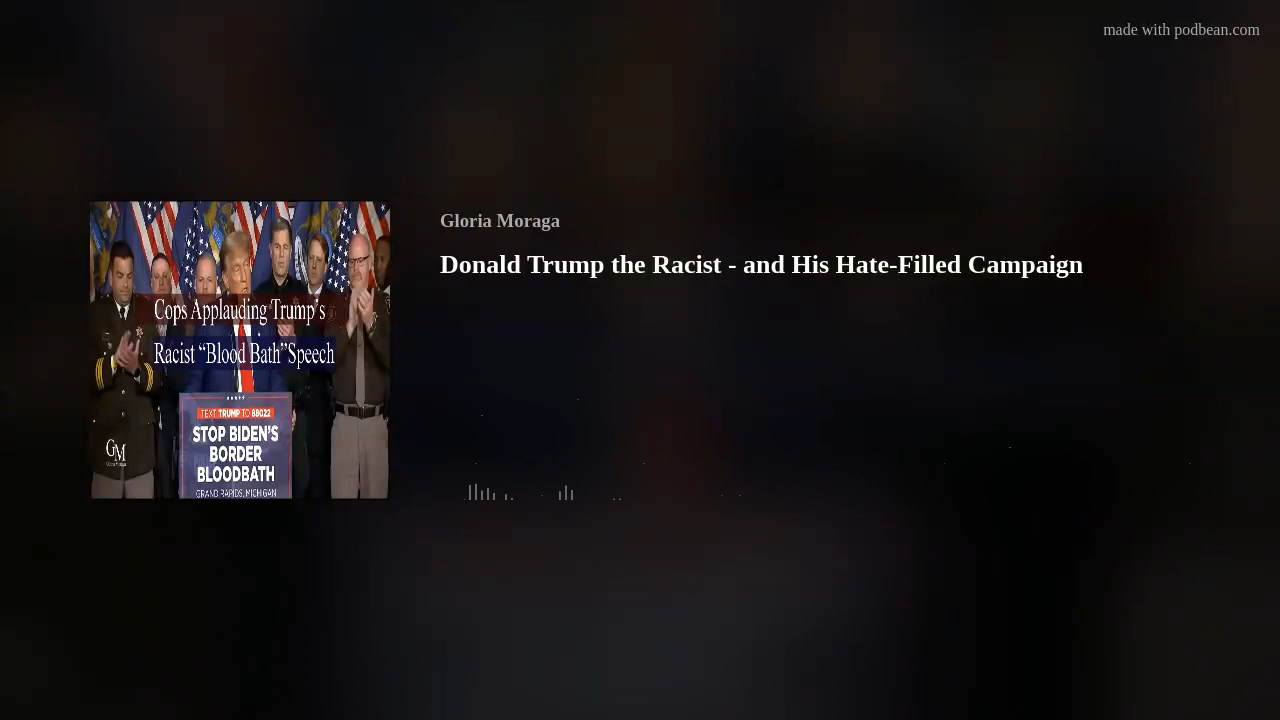 made with podbean.com
Gloria Moraga
Donald Trump the Racist - and His Hate-Filled Campaign
Cops Applauding Trump's
Racist “Blood Bath”Speech
TEXT TRUMP TO 88022
STOP BIDEN'S
BORDER
BLOODBATH
GRAND RAPIDS, MICHIGAN
GM